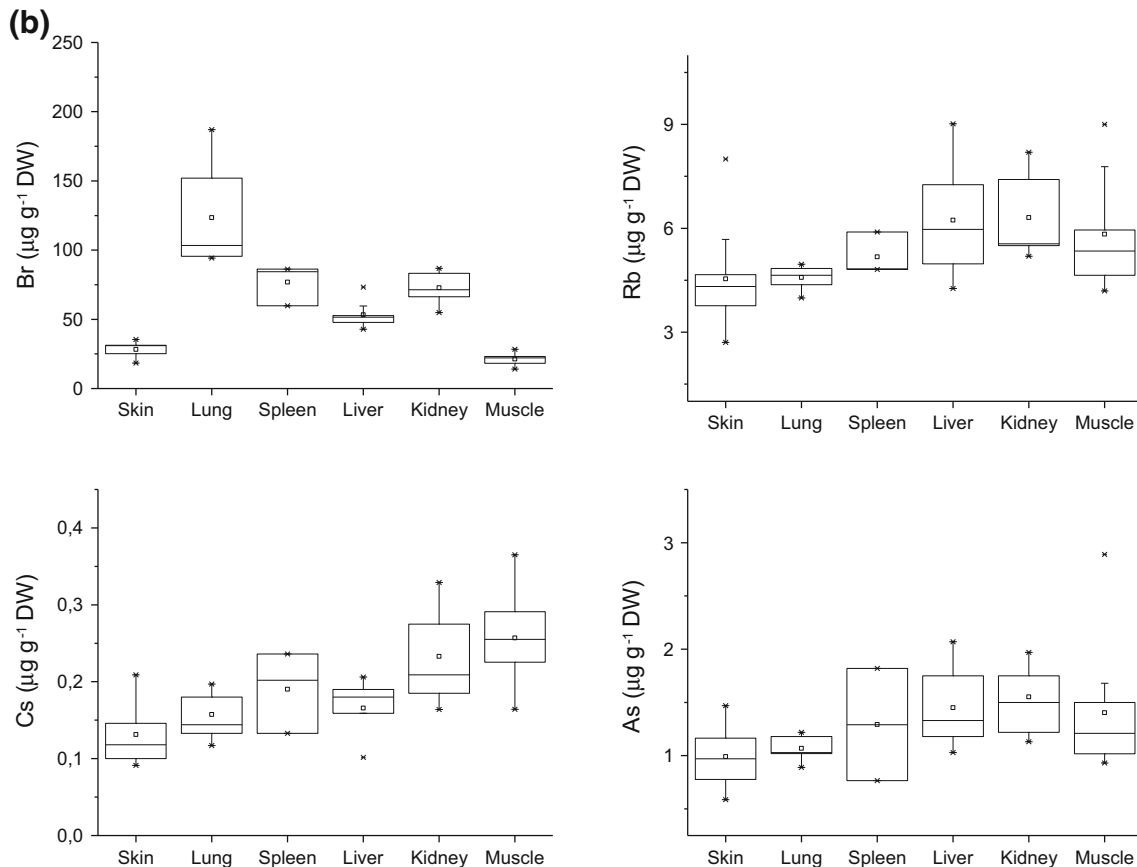 (b)
250
200
150
100
50
0
Br (µg g⁻¹ DW)
Skin Lung Spleen Liver Kidney Muscle
9
6
3
Rb (µg g⁻¹ DW)
Skin Lung Spleen Liver Kidney Muscle
0,4
0,3
0,2
0,1
0,0
Cs (µg g⁻¹ DW)
Skin Lung Spleen Liver Kidney Muscle
3
2
1
As (µg g⁻¹ DW)
Skin Lung Spleen Liver Kidney Muscle